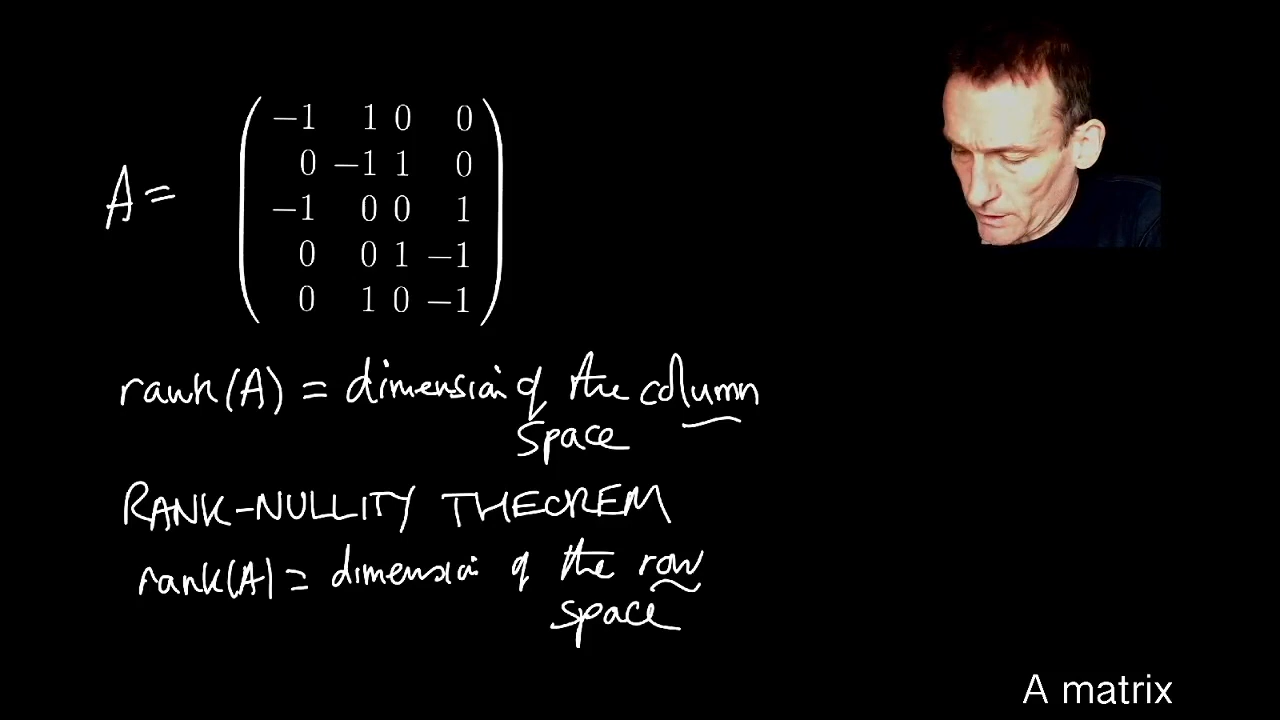 A = 
−1 1 0 0
0 −1 1 0
−1 0 0 1
0 0 1 −1
0 1 0 −1
rank(A) = dimension of the column
space
RANK-NULLITY THEOREM
rank(A) = dimension of the row
space
A matrix